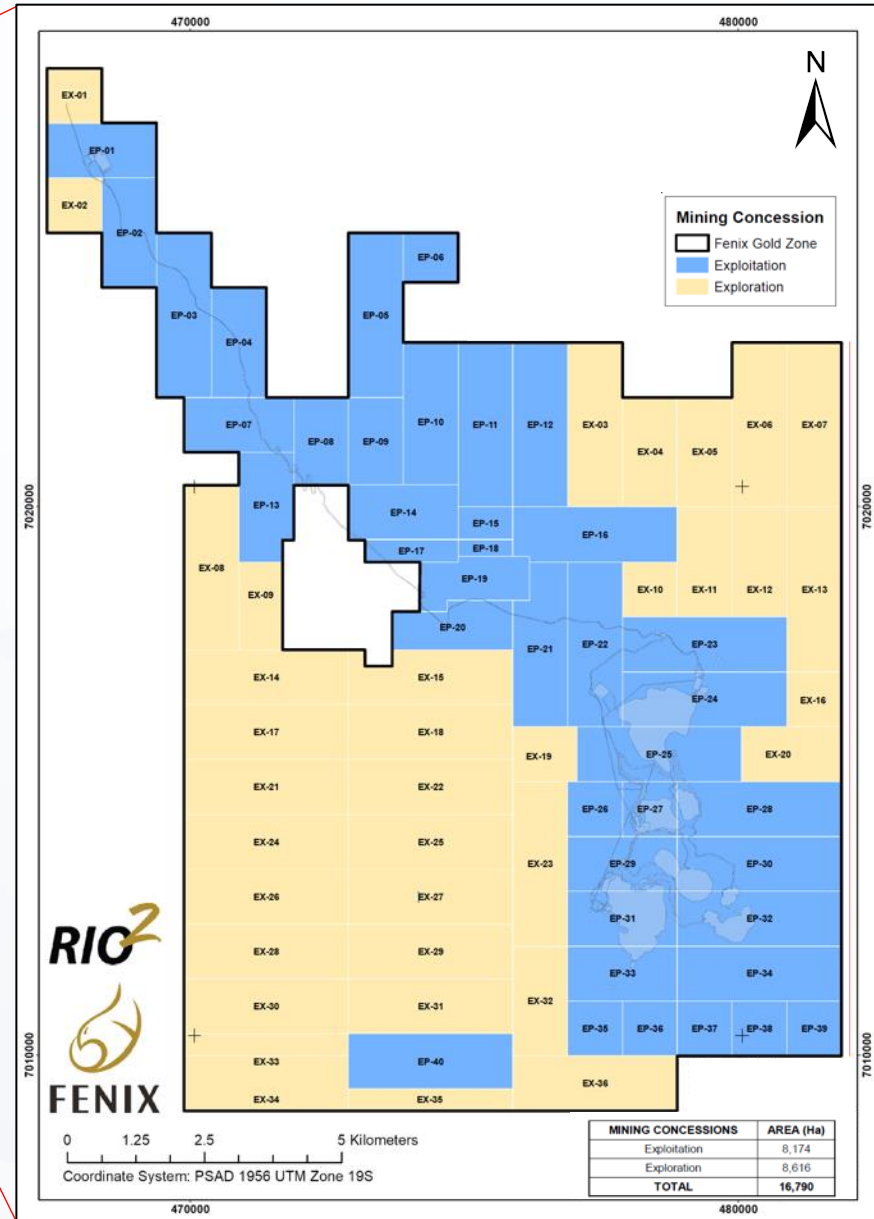 470000 480000
N
EX-01
EP-01
EX-02
EP-02
Mining Concession
Fenix Gold Zone
Exploitation
Exploration
EP-06
EP-03
EP-05
EP-04
EP-07
EP-08
EP-09
EP-10
EP-11
EP-12
EX-03
EX-04
EX-05
EX-06
EX-07
7020000
7020000
EP-13
EP-14
EP-15
EP-16
EP-17
EP-18
EP-19
EX-08
EX-09
EX-10
EX-11
EX-12
EX-13
EP-20
EP-21
EP-22
EP-23
EX-14
EX-15
EP-24
EX-16
EX-17
EX-18
EX-19
EP-25
EX-20
EX-21
EX-22
EP-26
EP-27
EP-28
EX-24
EX-25
EX-23
EP-29
EP-30
EX-26
EX-27
EP-31
EP-32
RIO2
EX-28
EX-29
EP-33
EP-34
EX-30
EX-31
EX-32
EP-35
EP-36
EP-37
EP-38
EP-39
7010000
7010000
EX-33
EP-40
EX-36
EX-34
EX-35
FENIX
0 1.25 2.5 5 Kilometers
Coordinate System: PSAD 1956 UTM Zone 19S
MINING CONCESSIONS AREA (Ha)
Exploitation 8,174
Exploration 8,616
TOTAL 16,790
470000 480000